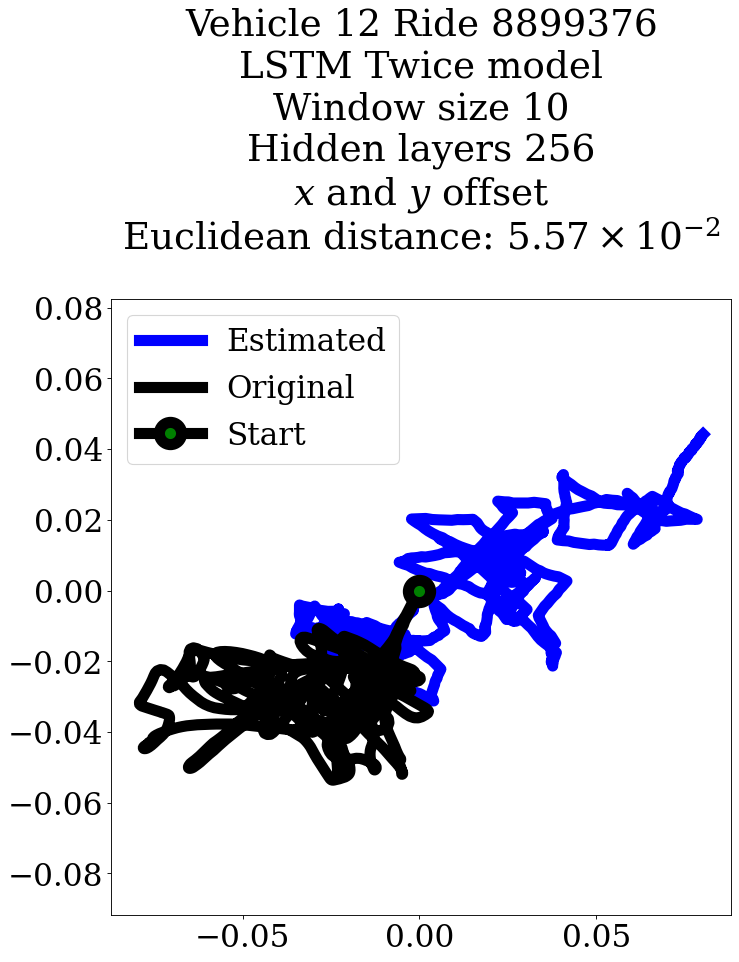 Vehicle 12 Ride 8899376
LSTM Twice model
Window size 10
Hidden layers 256
x and y offset
Euclidean distance: 5.57 × 10⁻²
0.08
0.06
0.04
0.02
0.00
−0.02
−0.04
−0.06
−0.08
Estimated
Original
Start
−0.05
0.00
0.05